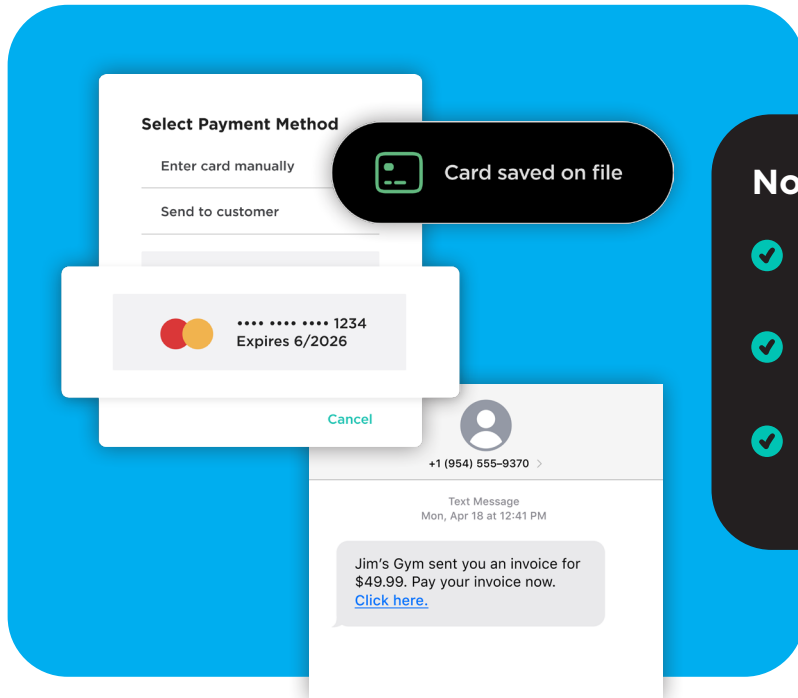 Select Payment Method
Enter card manually
Card saved on file
Send to customer
•••• •••• •••• 1234
Expires 6/2026
Cancel
+1 (954) 555–9370
Text Message
Mon, Apr 18 at 12:41 PM
Jim's Gym sent you an invoice for
$49.99. Pay your invoice now.
Click here.
No